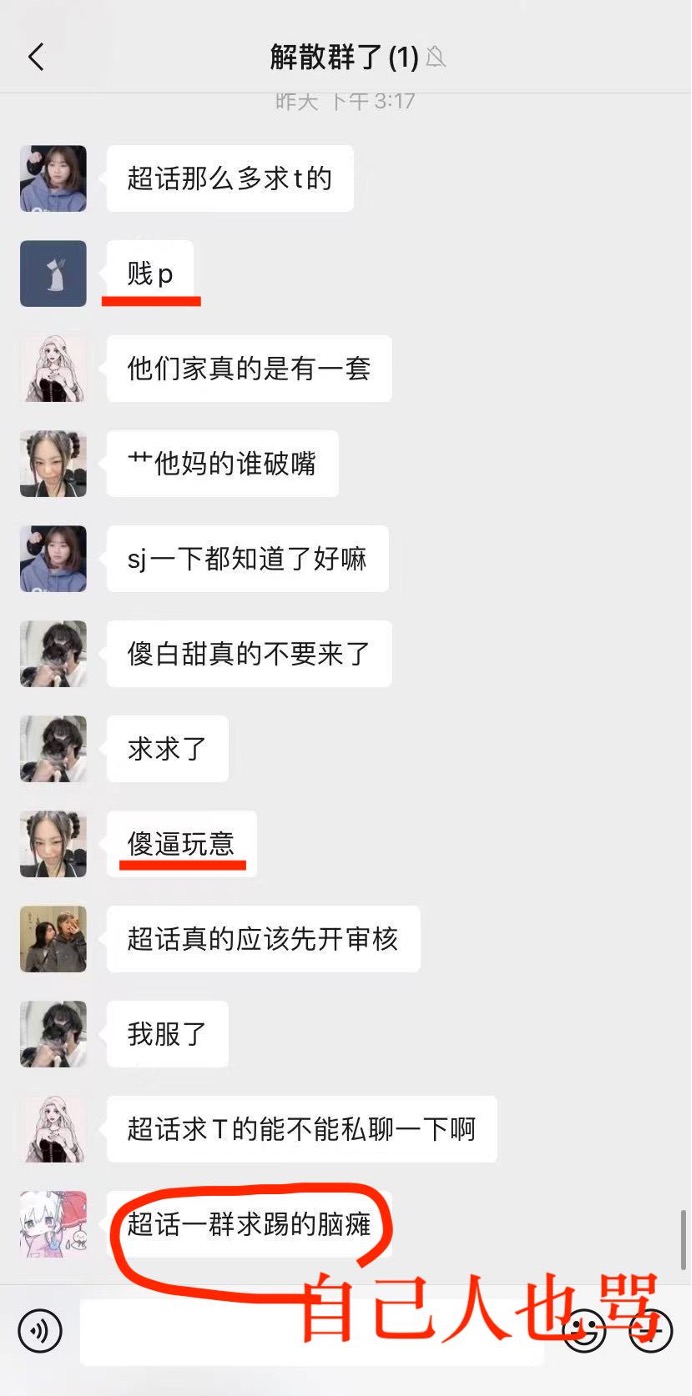 解散群了(1)
昨天 下午 3:17
超话那么多求t的
贱p
他们家真的是有一套
艹他妈的谁破嘴
sj一下都知道了好嘛
傻白甜真的不要来了
求求了
傻逼玩意
超话真的应该先开审核
我服了
超话求T的能不能私聊一下啊
超话一群求踢的脑瘫
自己人也骂